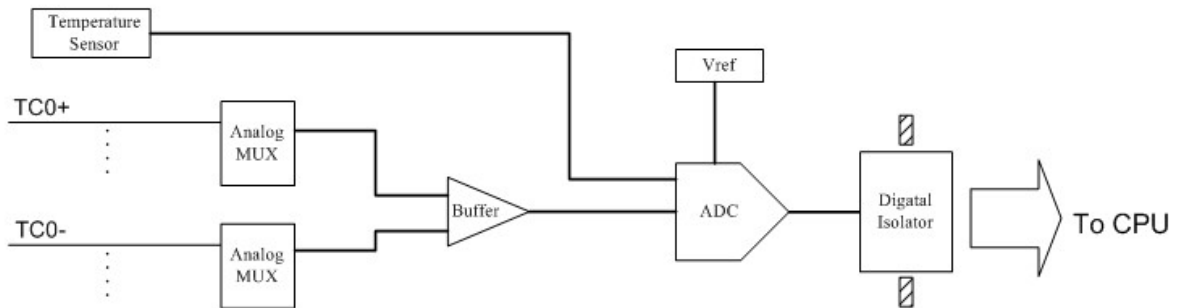 Temperature
Sensor
Vref
TC0+
Analog
MUX
Buffer
ADC
Digatal
Isolator
To CPU
TC0-
Analog
MUX